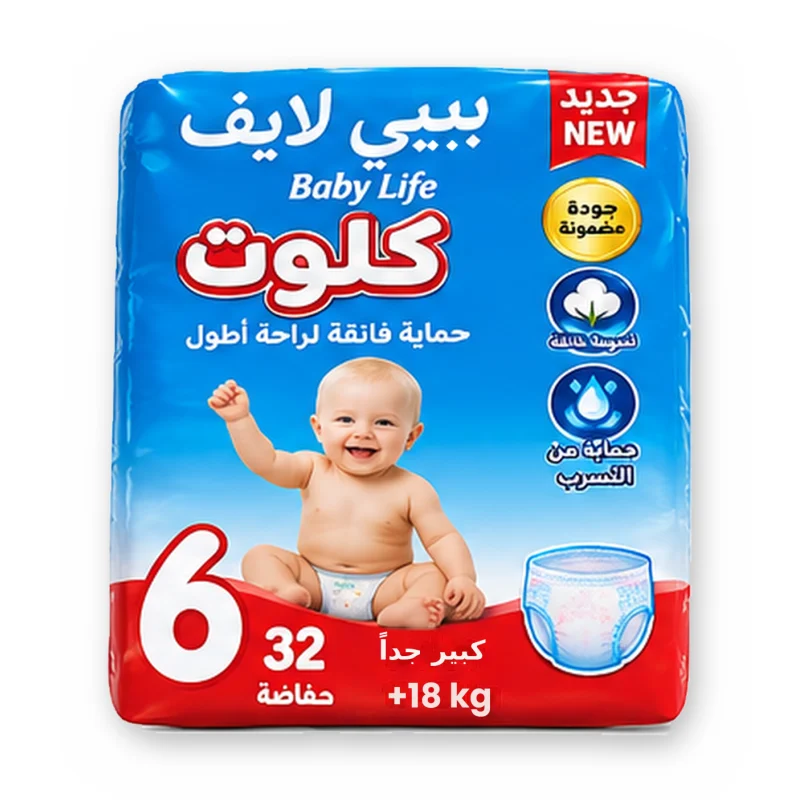 بيبي لايف
Baby Life
كلوت
حماية فائقة لراحة أطول
جديد
NEW
جودة
مضمونة
حماية من
التسرب
6
32
حفاضة
كبير جداً
+18 kg